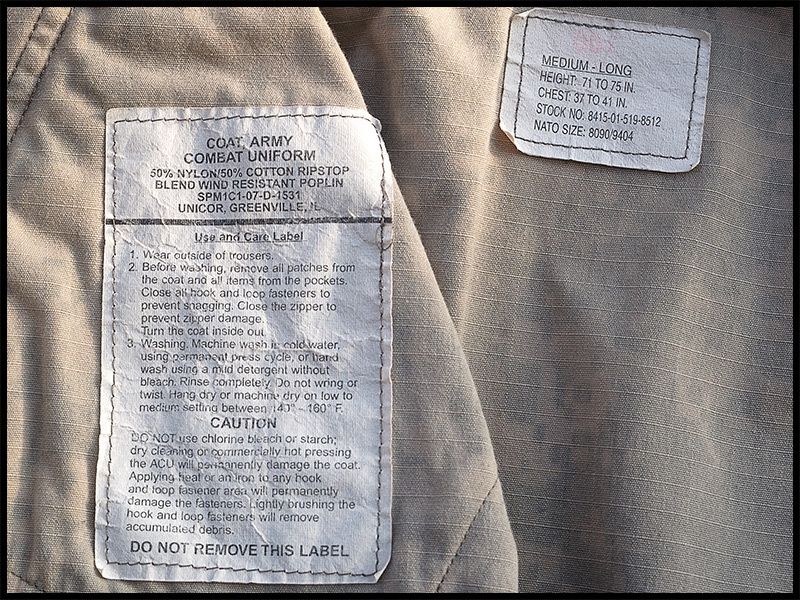 COAT, ARMY
COMBAT UNIFORM
50% NYLON/50% COTTON RIPSTOP
BLEND WIND RESISTANT POPLIN
SPM1C1-07-D-1531
UNICOR, GREENVILLE, IL
Use and Care Label
1. Wear outside of trousers.
2. Before washing, remove all patches from
the coat and all items from the pockets.
Close all hook and loop fasteners to
prevent snagging. Close the zipper to
prevent zipper damage.
Turn the coat inside out.
3. Washing. Machine wash in cold water,
using permanent press cycle, or hand
wash using a mild detergent without
bleach. Rinse completely. Do not wring or
twist. Hang dry or machine dry on low to
medium setting between 140° - 160° F.
CAUTION
DO NOT use chlorine bleach or starch;
dry cleaning or commercially hot pressing
the ACU will permanently damage the coat.
Applying heat or an iron to any hook
and loop fastener area will permanently
damage the fasteners. Lightly brushing the
hook and loop fasteners will remove
accumulated debris.
DO NOT REMOVE THIS LABEL
MEDIUM - LONG
HEIGHT: 71 TO 75 IN.
CHEST: 37 TO 41 IN.
STOCK NO: 8415-01-519-8512
NATO SIZE: 8090/9404